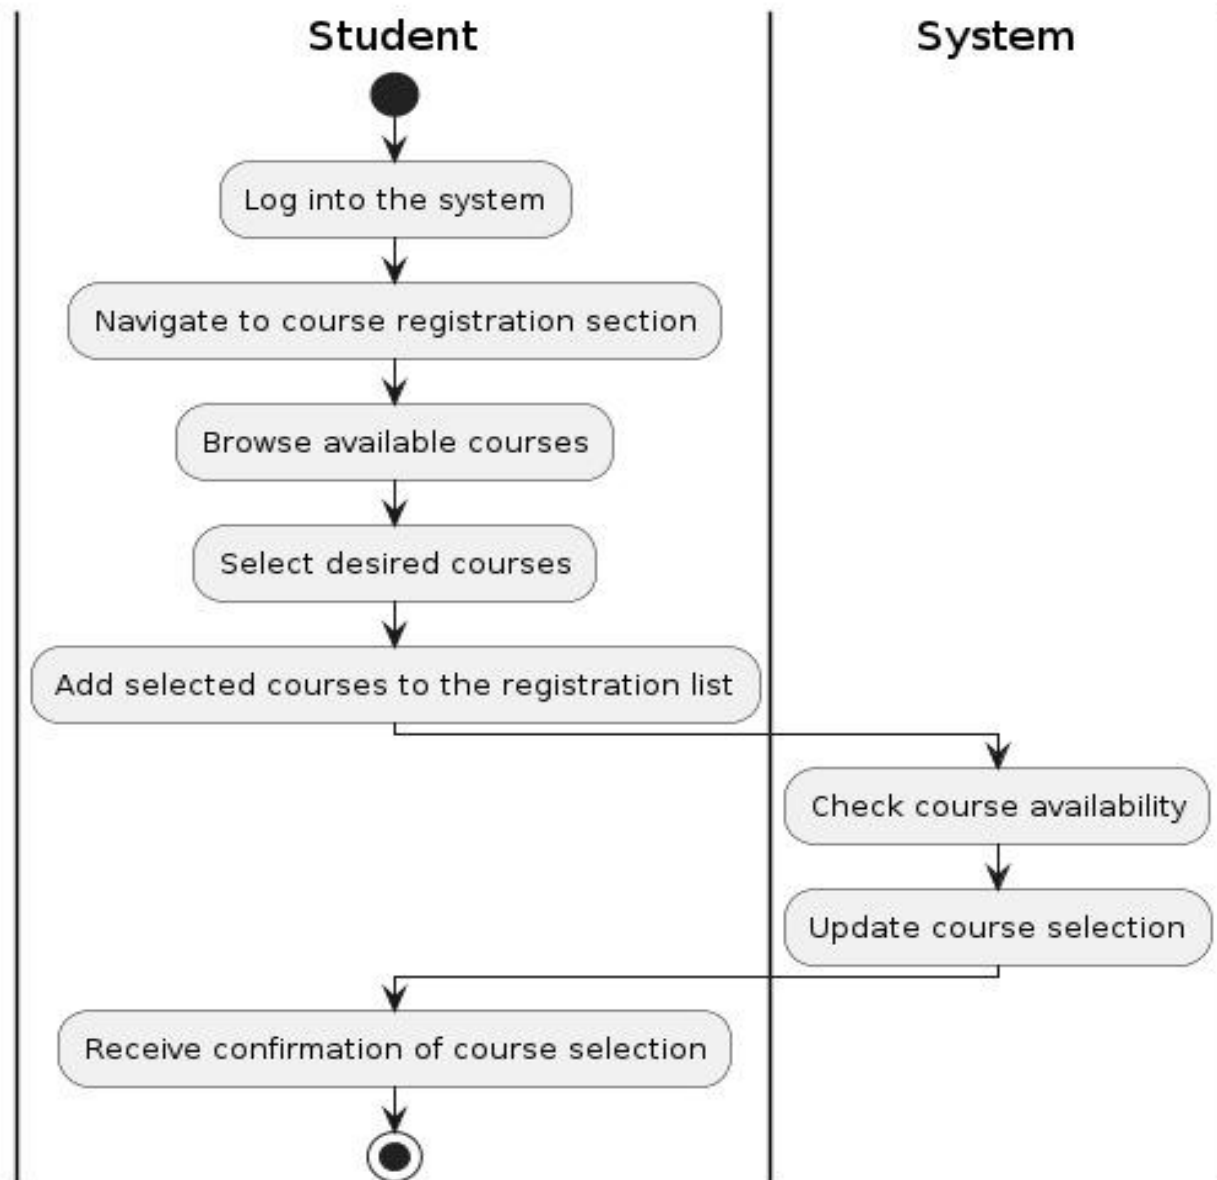 Student
System
Log into the system
Navigate to course registration section
Browse available courses
Select desired courses
Add selected courses to the registration list
Check course availability
Update course selection
Receive confirmation of course selection